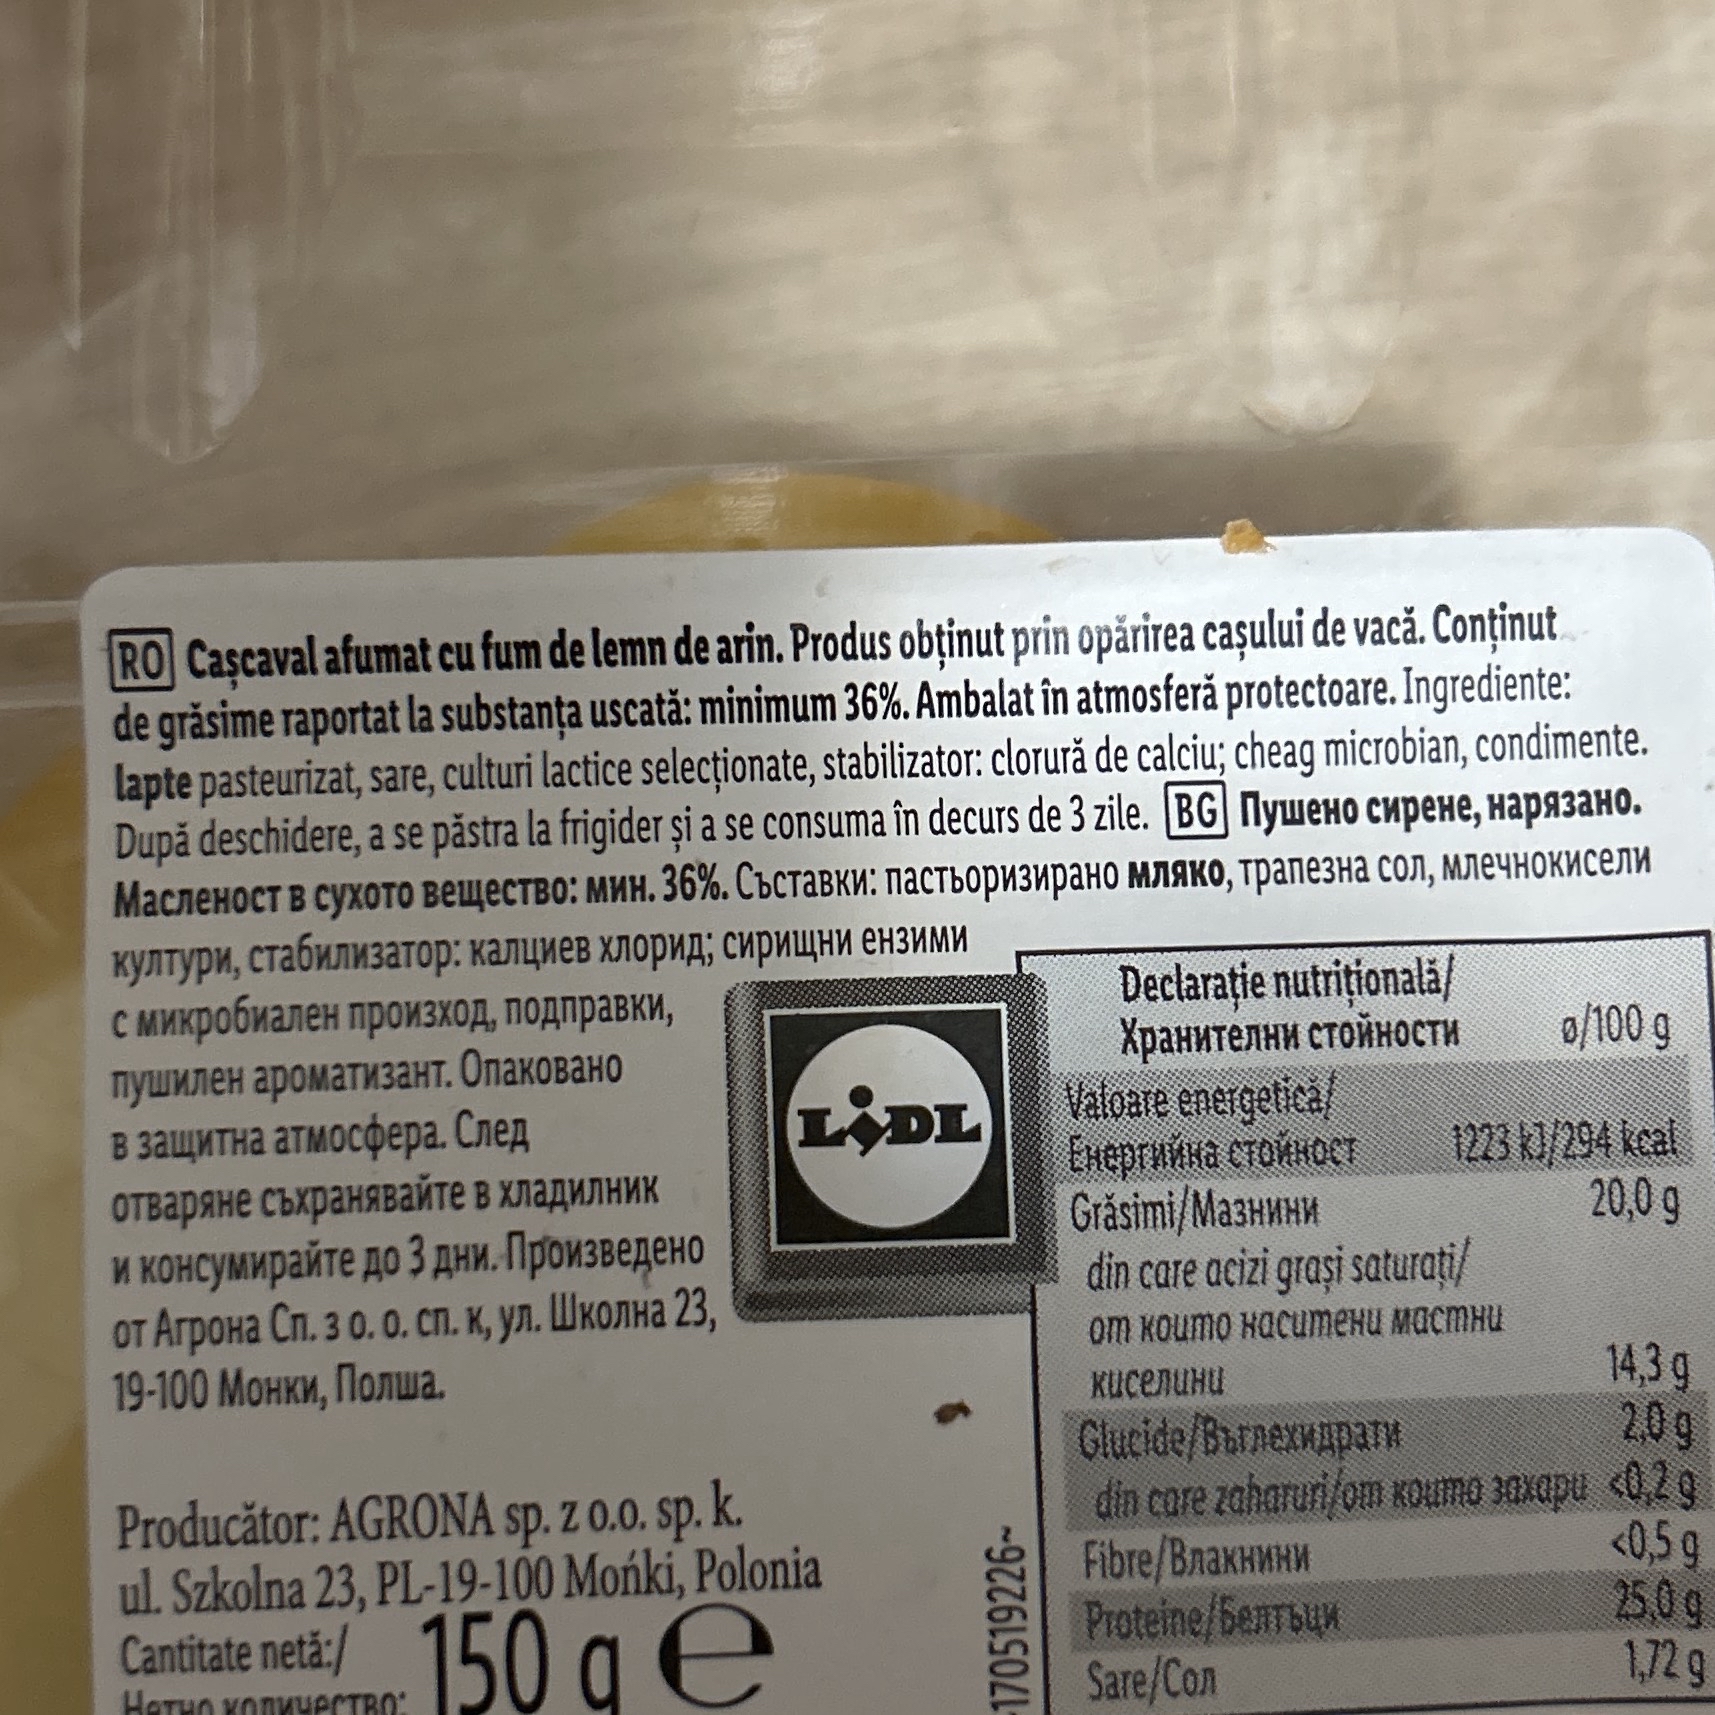 RO Cașcaval afumat cu fum de lemn de arin. Produs obținut prin opărirea cașului de vacă. Conținut
de grăsime raportat la substanța uscată: minimum 36%. Ambalat în atmosferă protectoare. Ingrediente:
lapte pasteurizat, sare, culturi lactice selecționate, stabilizator: clorură de calciu; cheag microbian, condimente.
După deschidere, a se păstra la frigider și a se consuma în decurs de 3 zile. BG Пушено сирене, нарязано.
Масленост в сухото вещество: мин. 36%. Съставки: пастьоризирано мляко, трапезна сол, млечнокисели
култури, стабилизатор: калциев хлорид; сирищни ензими
с микробиален произход, подправки,
пушилен ароматизант. Опаковано
в защитна атмосфера. След
отваряне съхранявайте в хладилник
и консумирайте до 3 дни. Произведено
от Агрона Сп. з о. о. сп. к, ул. Школна 23,
19-100 Монки, Полша.
Producător: AGRONA sp. z o.o. sp. k.
ul. Szkolna 23, PL-19-100 Mońki, Polonia
Cantitate netă:/
Нетно количество:
150 g e
LIDL
170519226~
Declarație nutrițională/
Хранителни стойности ø/100 g
Valoare energetică/
Енергийна стойност 1223 kJ/294 kcal
Grăsimi/Мазнини 20,0 g
din care acizi grași saturați/
от които наситени мастни
киселини 14,3 g
Glucide/Въглехидрати 2,0 g
din care zaharuri/от които захари <0,2 g
Fibre/Влакнини <0,5 g
Proteine/Белтъци 25,0 g
Sare/Сол 1,72 g